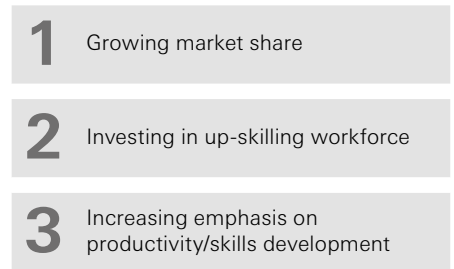 1 Growing market share
2 Investing in up-skilling workforce
3 Increasing emphasis on
productivity/skills development